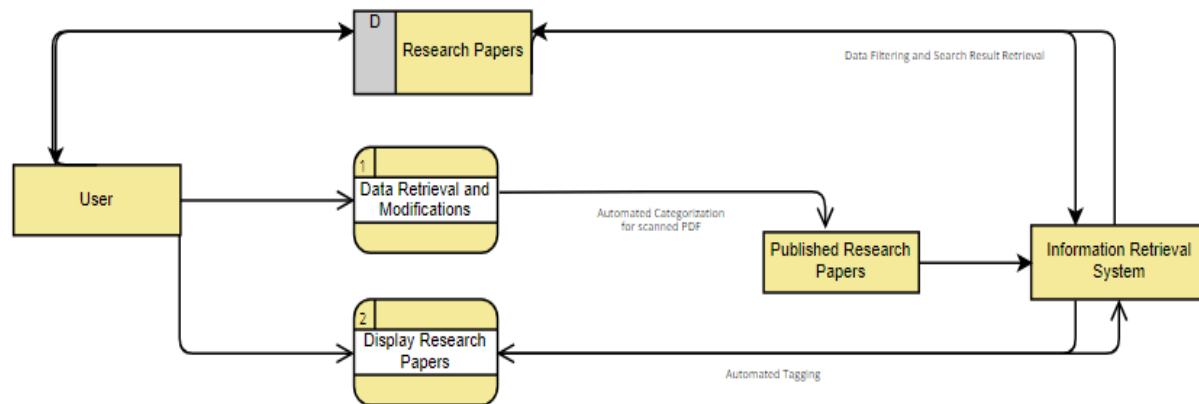 D
Research Papers
Data Filtering and Search Result Retrieval
1
Data Retrieval and
Modifications
User
Automated Categorization
for scanned PDF
Published Research
Papers
Information Retrieval
System
2
Display Research
Papers
Automated Tagging